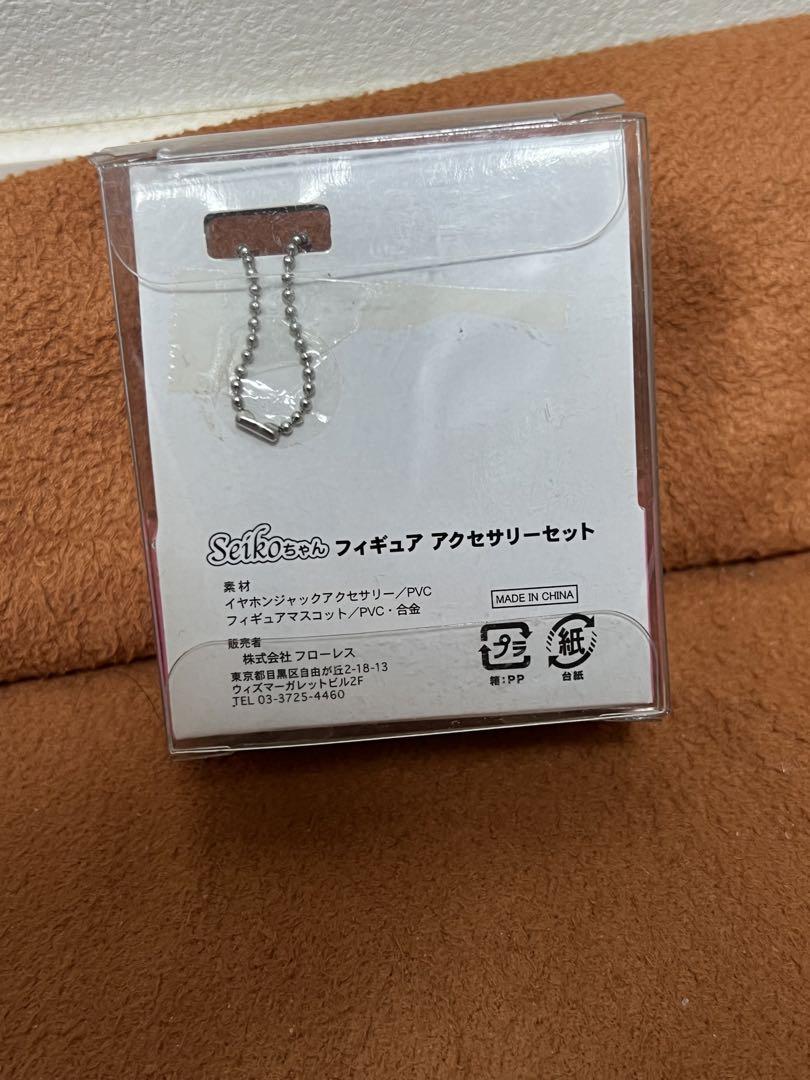 Seikoちゃん フィギュア アクセサリーセット
素材
イヤホンジャックアクセサリー／PVC
フィギュアマスコット／PVC・合金
MADE IN CHINA
販売者
株式会社 フローレス
東京都目黒区自由が丘2-18-13
ウィズマーガレットビル2F
TEL 03-3725-4460
プラ
箱：PP
紙
台紙